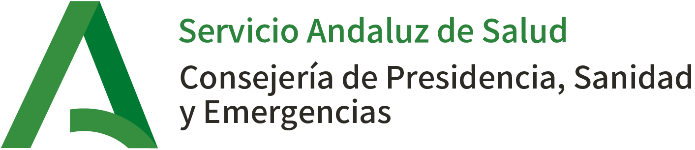 Servicio Andaluz de Salud
Consejería de Presidencia, Sanidad
y Emergencias